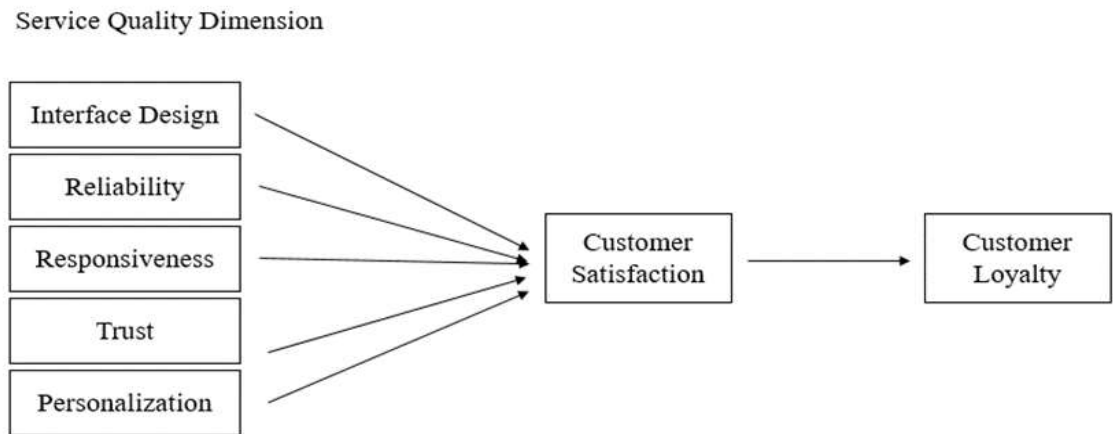 Service Quality Dimension
Interface Design
Reliability
Responsiveness
Trust
Personalization
Customer
Satisfaction
Customer
Loyalty